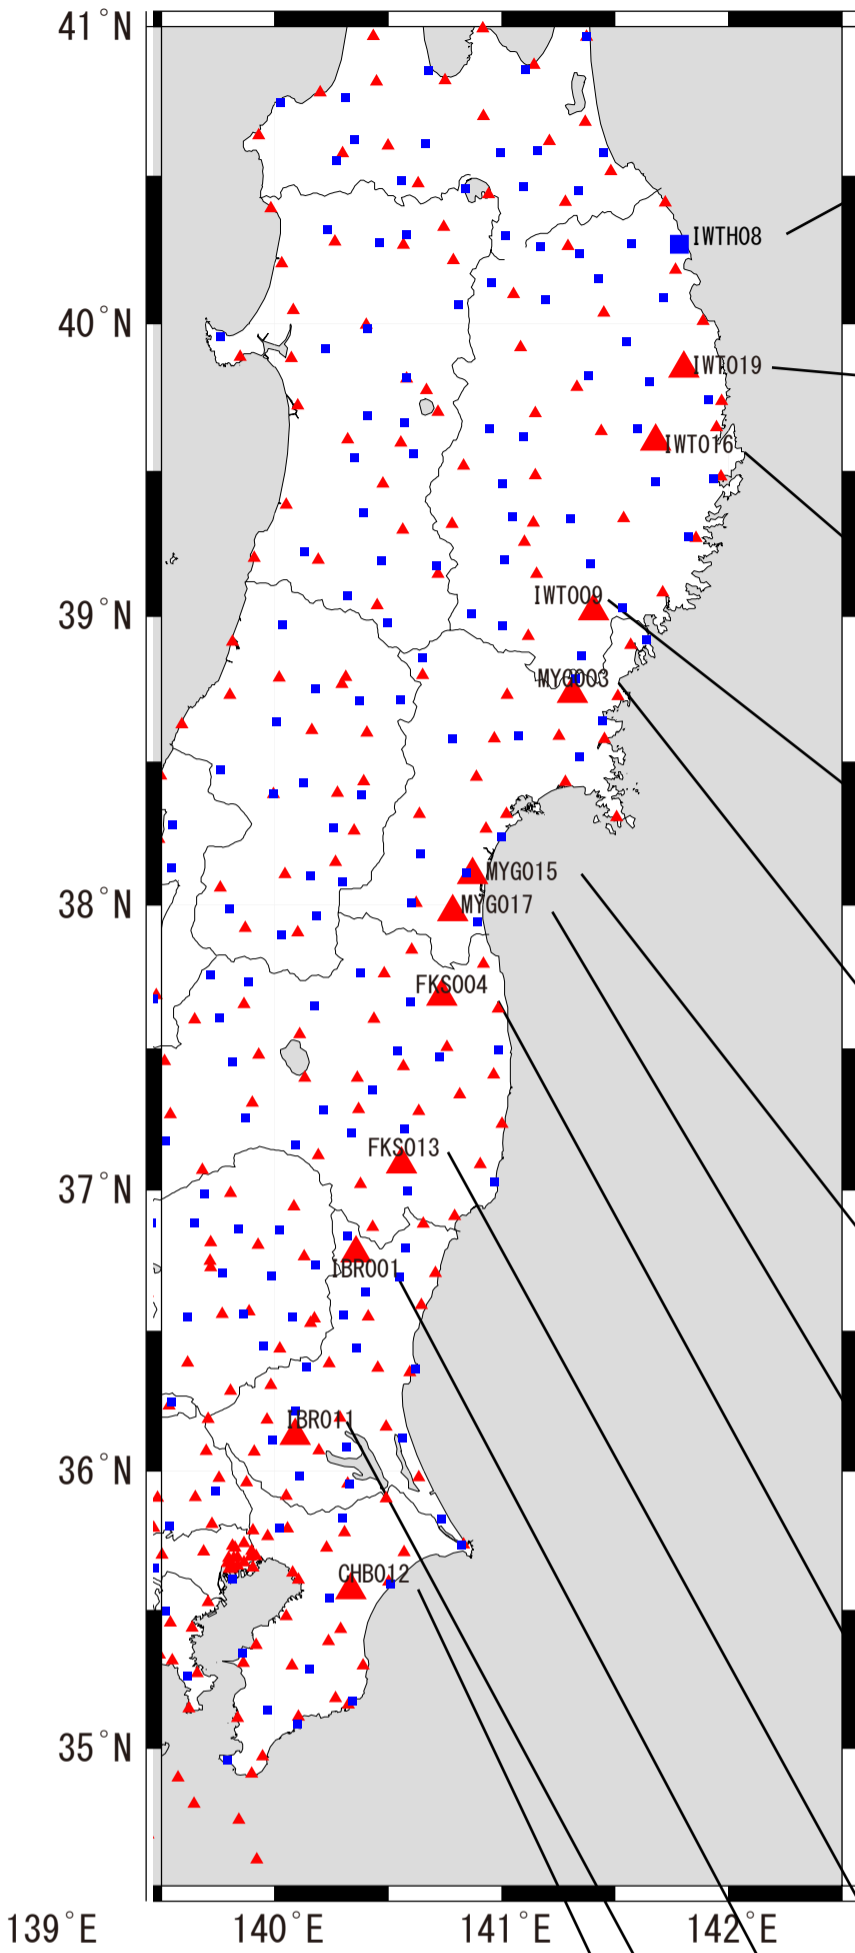 41°N
IWTH08
40°N
IWT019
IWT016
IWT009
39°N
MYG003
MYG015
38°N
MYG017
FKS004
FKS013
37°N
IBR001
IBR011
36°N
CHB012
35°N
139°E
140°E
141°E
142°E